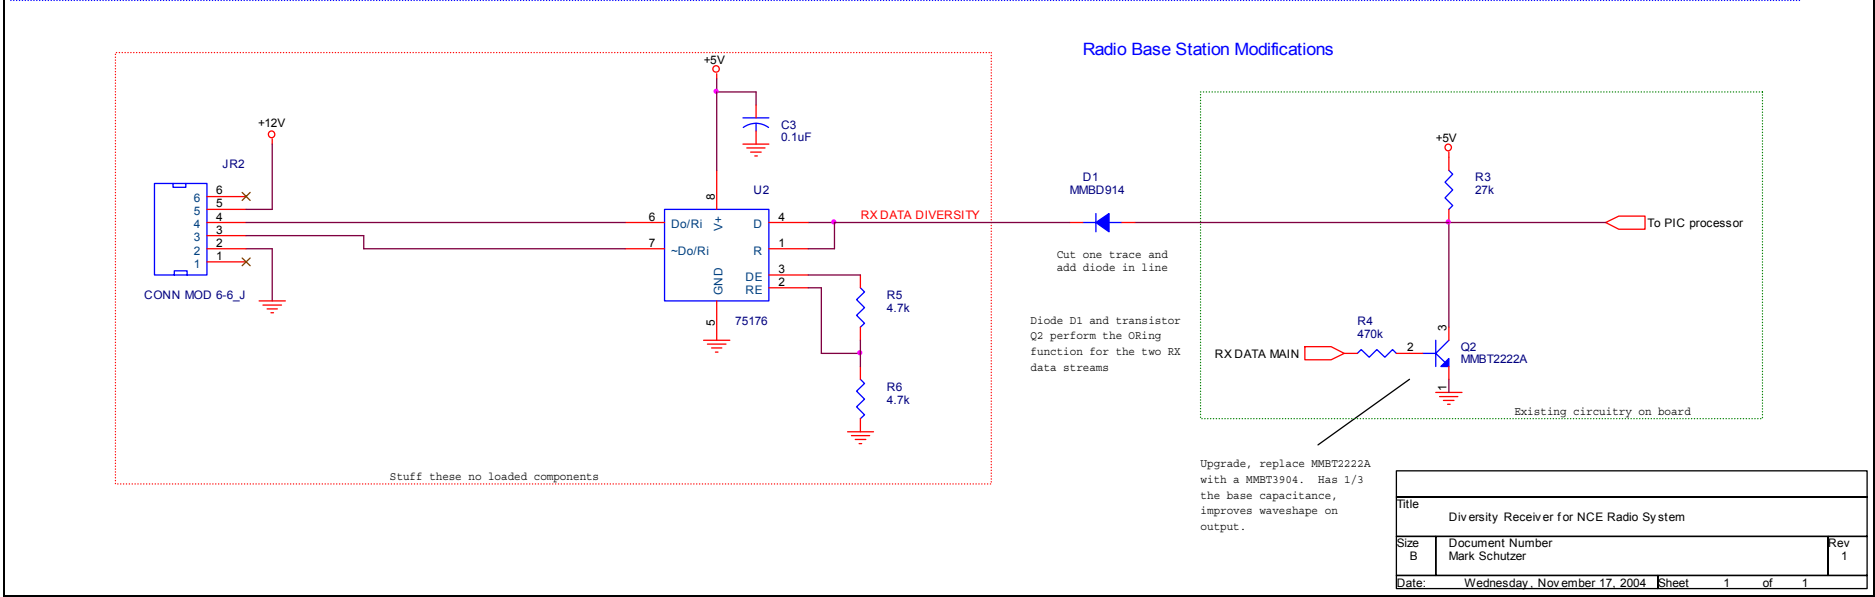 Radio Base Station Modifications
+5V
C3
0.1uF
+12V
JR2
6
5
4
3
2
1
6
5
4
3
2
1
CONN MOD 6-6_J
U2
8
V+
6
Do/Ri
7
~Do/Ri
D
4
R
1
DE
3
RE
2
GND
5
75176
RX DATA DIVERSITY
R5
4.7k
R6
4.7k
Stuff these no loaded components
D1
MMBD914
Cut one trace and
add diode in line
Diode D1 and transistor
Q2 perform the ORing
function for the two RX
data streams
+5V
R3
27k
To PIC processor
R4
470k
RX DATA MAIN
2
3
1
Q2
MMBT2222A
Existing circuitry on board
Upgrade, replace MMBT2222A
with a MMBT3904.  Has 1/3
the base capacitance,
improves waveshape on
output.
Title
Diversity Receiver for NCE Radio System
Size
B
Document Number
Mark Schutzer
Rev
1
Date:
Wednesday, November 17, 2004
Sheet
1 of 1